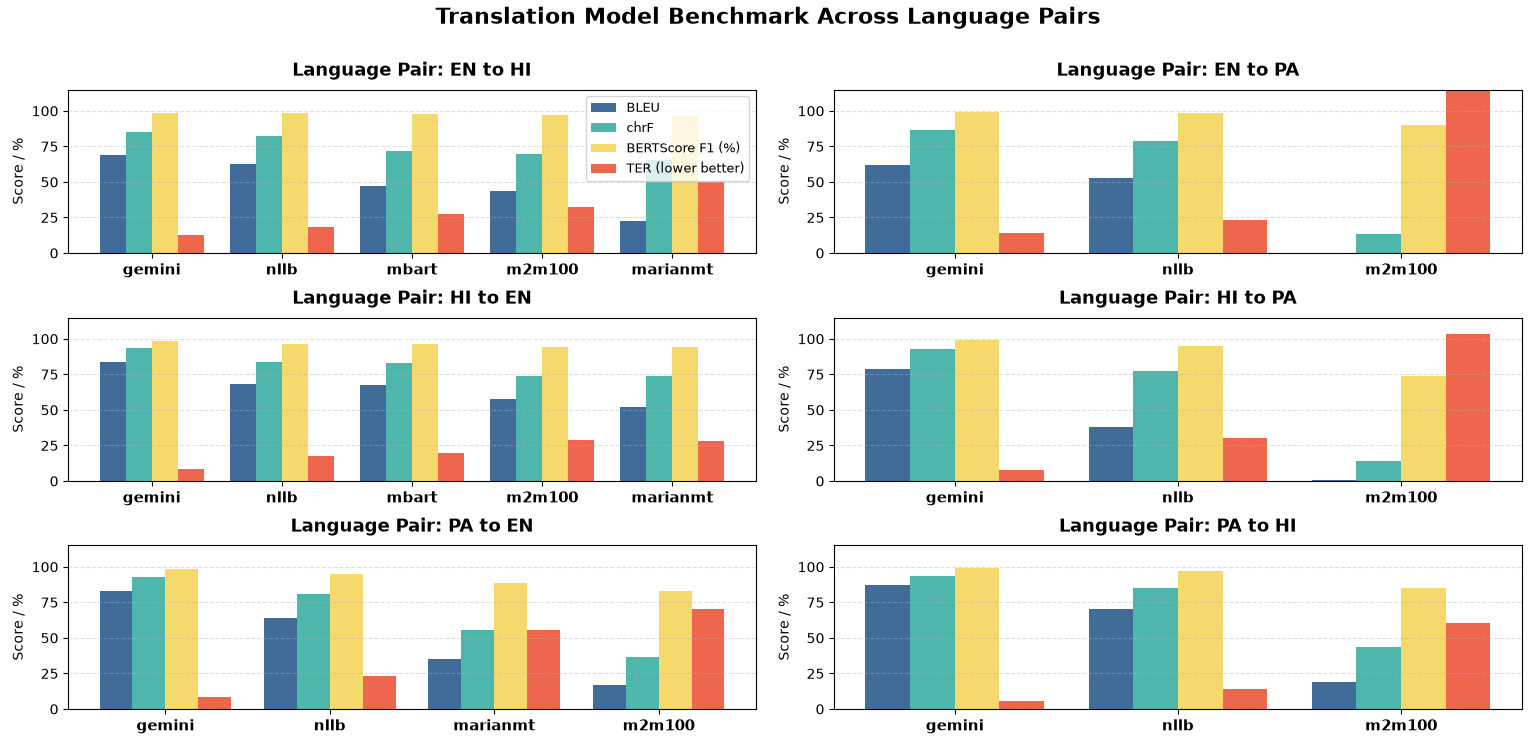 Translation Model Benchmark Across Language Pairs
Language Pair: EN to HI
Score / %
100
75
50
25
0
BLEU
chrF
BERTScore F1 (%)
TER (lower better)
gemini nllb mbart m2m100 marianmt
Language Pair: EN to PA
Score / %
100
75
50
25
0
gemini nllb m2m100
Language Pair: HI to EN
Score / %
100
75
50
25
0
gemini nllb mbart m2m100 marianmt
Language Pair: HI to PA
Score / %
100
75
50
25
0
gemini nllb m2m100
Language Pair: PA to EN
Score / %
100
75
50
25
0
gemini nllb marianmt m2m100
Language Pair: PA to HI
Score / %
100
75
50
25
0
gemini nllb m2m100